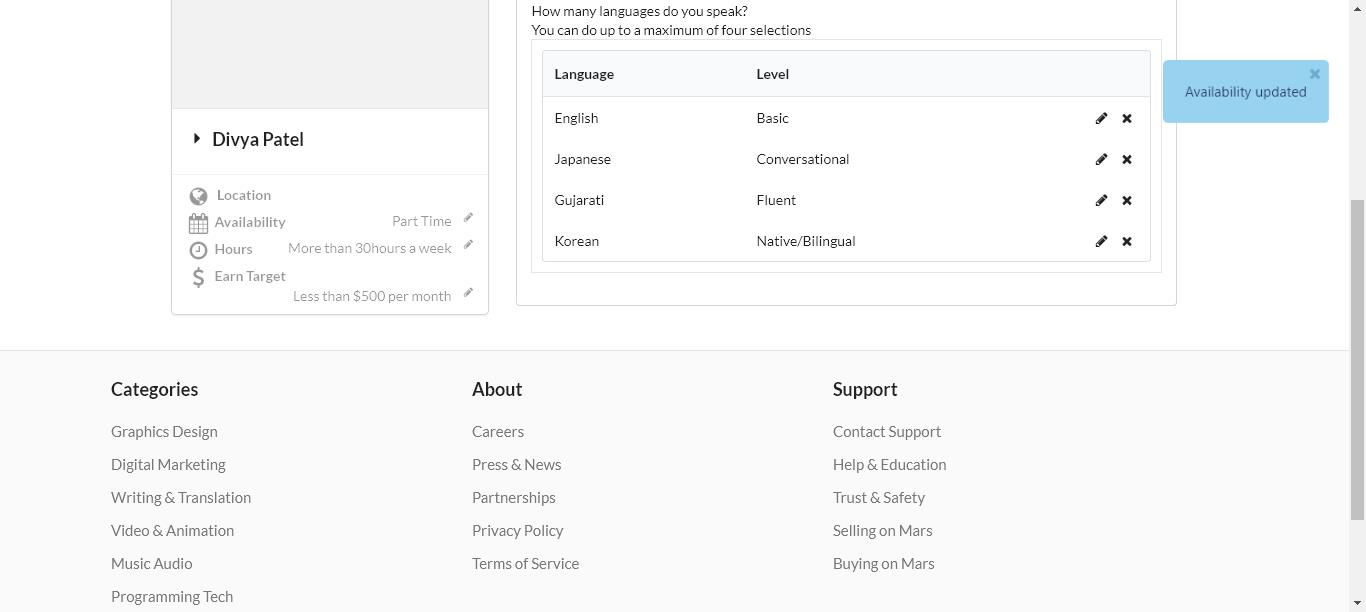 How many languages do you speak?
You can do up to a maximum of four selections
Language Level
English Basic
Japanese Conversational
Gujarati Fluent
Korean Native/Bilingual
Availability updated
Divya Patel
Location
Availability Part Time
Hours More than 30hours a week
Earn Target
Less than $500 per month
Categories
Graphics Design
Digital Marketing
Writing & Translation
Video & Animation
Music Audio
Programming Tech
About
Careers
Press & News
Partnerships
Privacy Policy
Terms of Service
Support
Contact Support
Help & Education
Trust & Safety
Selling on Mars
Buying on Mars